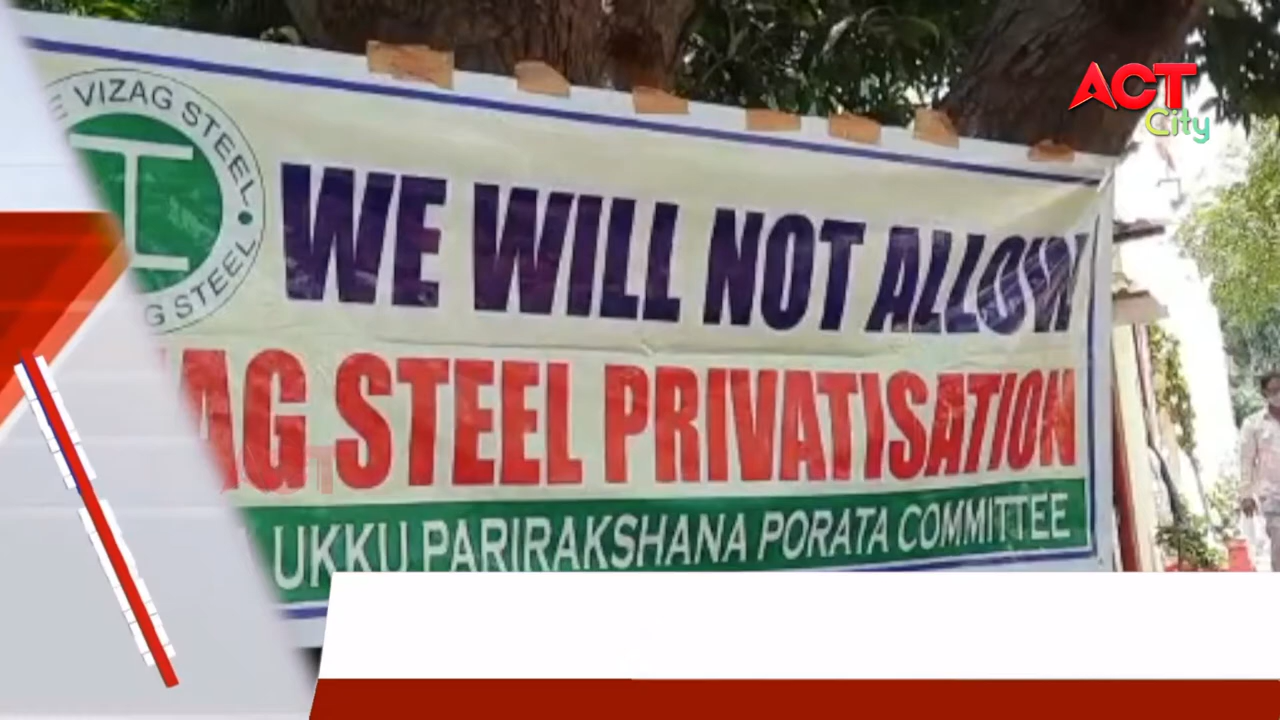 ACT
City
VIZAG STEEL
STEEL
WE WILL NOT ALLOW
STEEL PRIVATISATION
UKKU PARIRAKSHANA PORATA COMMITTEE